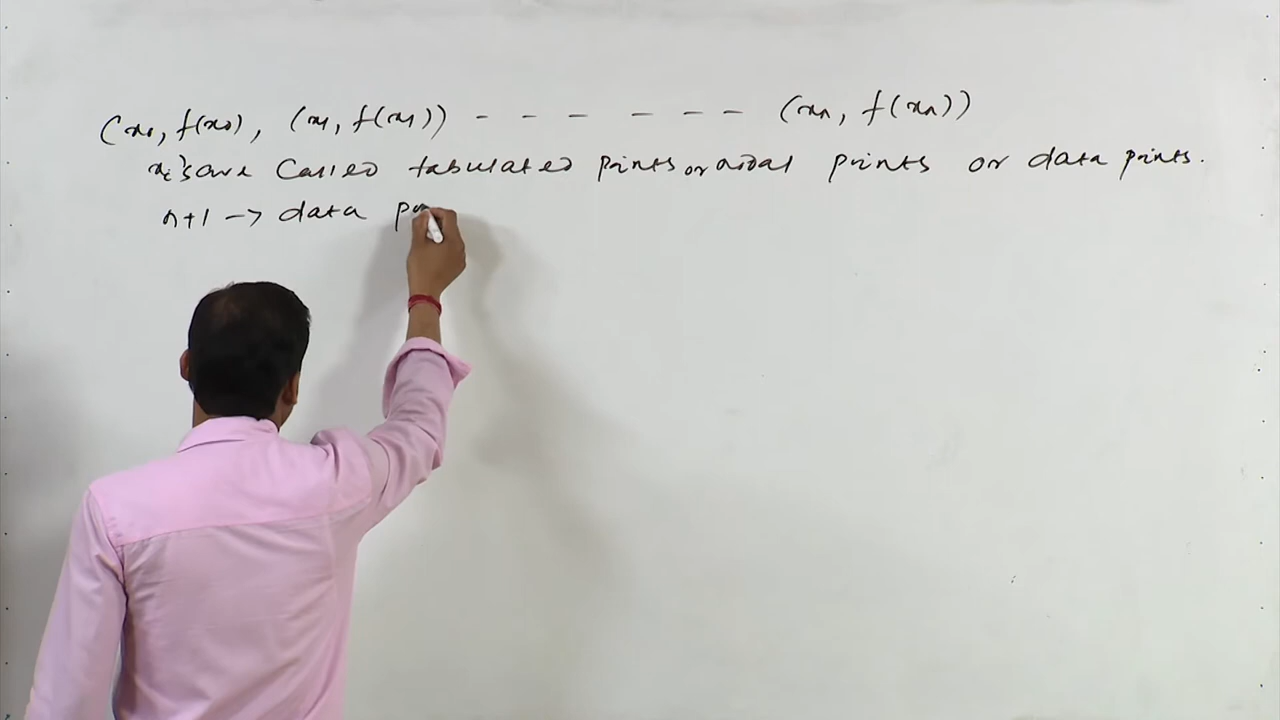 (x₀, f(x₀), (x₁, f(x₁)) - - - - - - (xₙ, f(xₙ))
xᵢ's are called tabulated points or nodal points or data points.
n+1 → data